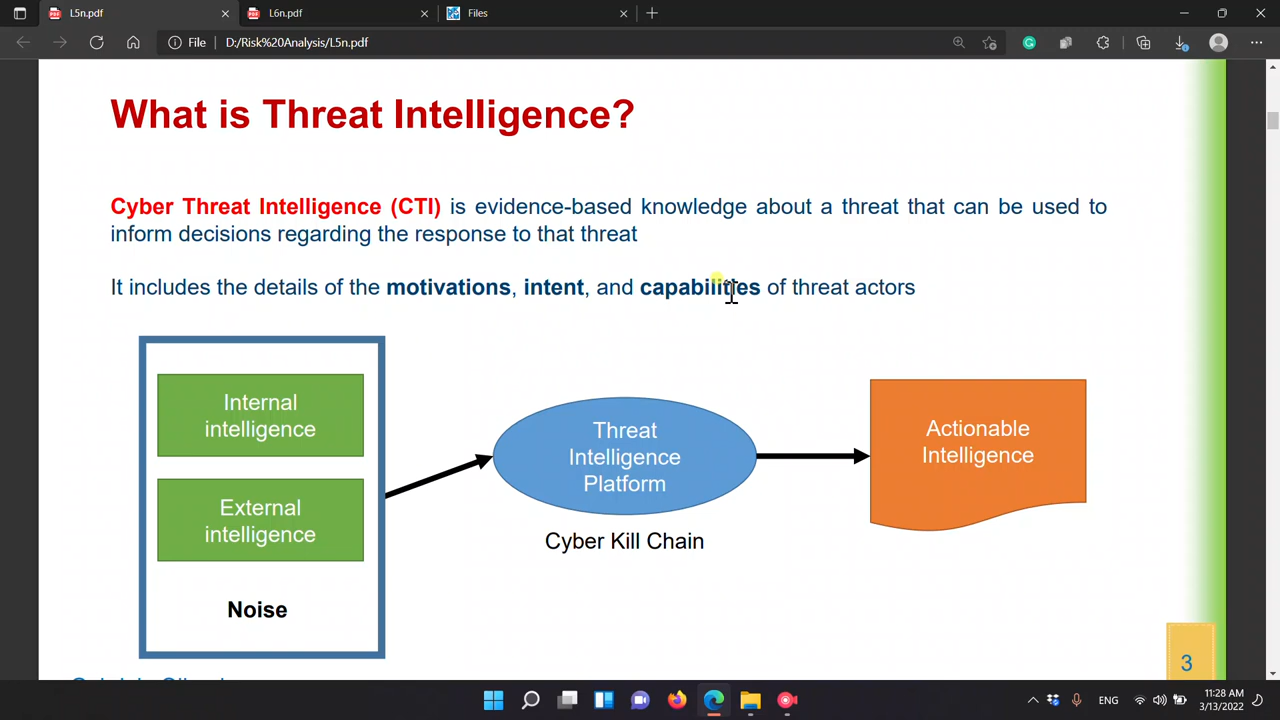 L5n.pdf
L6n.pdf
Files
File
D:/Risk%20Analysis/L5n.pdf
What is Threat Intelligence?
Cyber Threat Intelligence (CTI) is evidence-based knowledge about a threat that can be used to
inform decisions regarding the response to that threat
It includes the details of the motivations, intent, and capabilities of threat actors
Internal
intelligence
External
intelligence
Noise
Threat
Intelligence
Platform
Cyber Kill Chain
Actionable
Intelligence
3
ENG
11:28 AM
3/13/2022